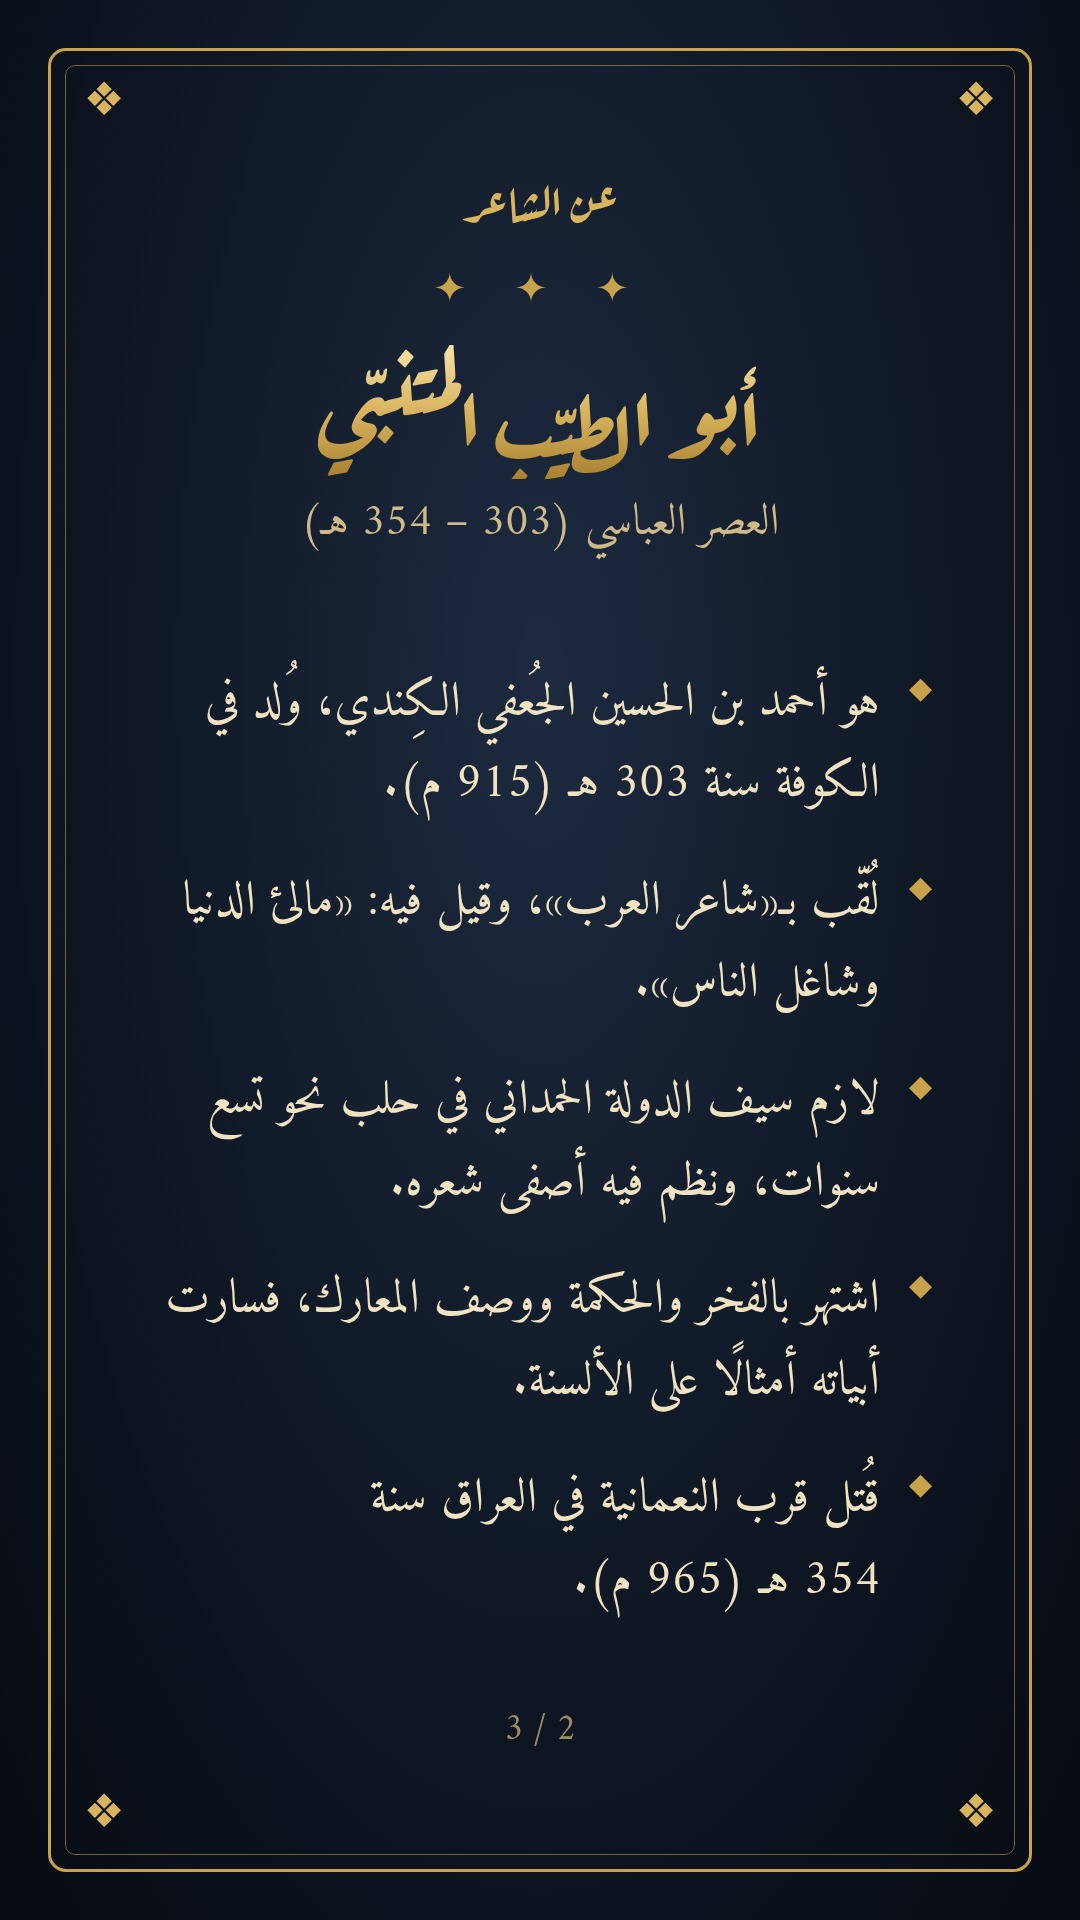 عن الشاعر
أبو الطيّب المتنبّي
العصر العباسي (303 – 354 هـ)
هو أحمد بن الحسين الجُعفي الكِندي، وُلد في
الكوفة سنة 303 هـ (915 م).
لُقّب بـ«شاعر العرب»، وقيل فيه: «مالئ الدنيا
وشاغل الناس».
لازم سيف الدولة الحمداني في حلب نحو تسع
سنوات، ونظم فيه أصفى شعره.
اشتهر بالفخر والحكمة ووصف المعارك، فسارت
أبياته أمثالًا على الألسنة.
قُتل قرب النعمانية في العراق سنة
354 هـ (965 م).
2 / 3